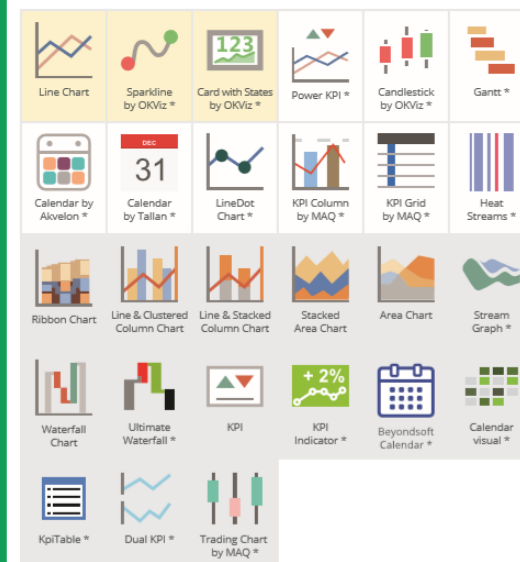 Line Chart
Sparkline
by OKViz *
123
Card with States
by OKViz *
Power KPI *
Candlestick
by OKViz *
Gantt *
Calendar by
Akvelon *
DEC
31
Calendar
by Tallan *
LineDot
Chart *
KPI Column
by MAQ *
KPI Grid
by MAQ *
Heat
Streams *
Ribbon Chart
Line & Clustered
Column Chart
Line & Stacked
Column Chart
Stacked
Area Chart
Area Chart
Stream
Graph *
Waterfall
Chart
Ultimate
Waterfall *
KPI
+ 2%
KPI
Indicator *
Beyondsoft
Calendar *
Calendar
visual *
KpiTable *
Dual KPI *
Trading Chart
by MAQ *